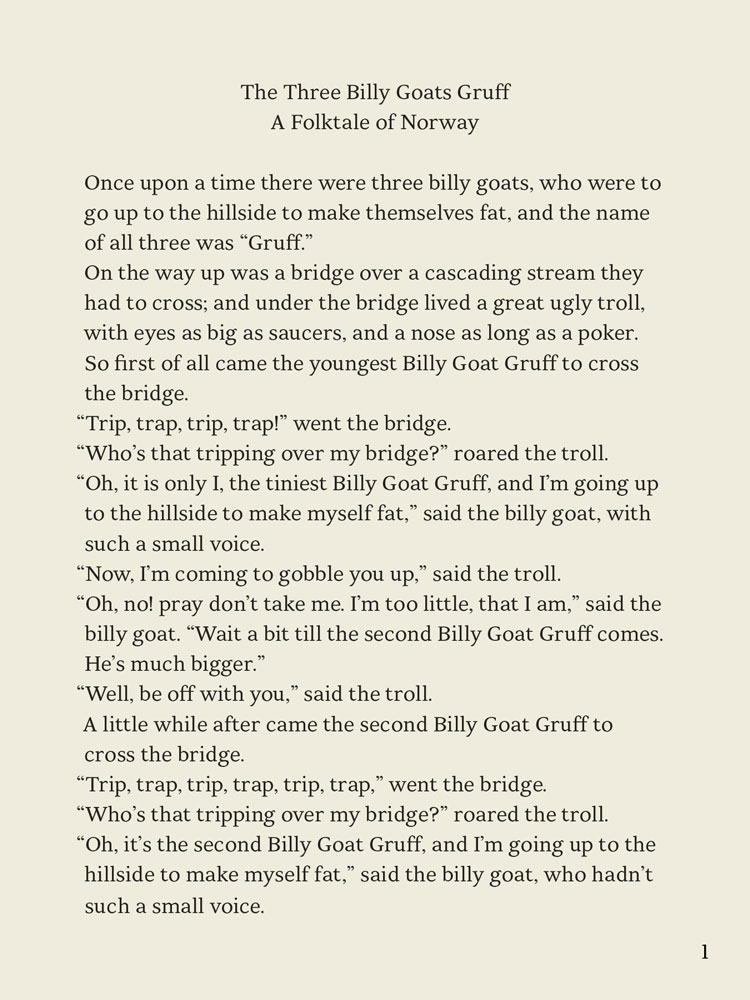 The Three Billy Goats Gruff
A Folktale of Norway
Once upon a time there were three billy goats, who were to
go up to the hillside to make themselves fat, and the name
of all three was “Gruff.”
On the way up was a bridge over a cascading stream they
had to cross; and under the bridge lived a great ugly troll,
with eyes as big as saucers, and a nose as long as a poker.
So first of all came the youngest Billy Goat Gruff to cross
the bridge.
“Trip, trap, trip, trap!” went the bridge.
“Who’s that tripping over my bridge?” roared the troll.
“Oh, it is only I, the tiniest Billy Goat Gruff, and I’m going up
to the hillside to make myself fat,” said the billy goat, with
such a small voice.
“Now, I’m coming to gobble you up,” said the troll.
“Oh, no! pray don’t take me. I’m too little, that I am,” said the
billy goat. “Wait a bit till the second Billy Goat Gruff comes.
He’s much bigger.”
“Well, be off with you,” said the troll.
A little while after came the second Billy Goat Gruff to
cross the bridge.
“Trip, trap, trip, trap, trip, trap,” went the bridge.
“Who’s that tripping over my bridge?” roared the troll.
“Oh, it’s the second Billy Goat Gruff, and I’m going up to the
hillside to make myself fat,” said the billy goat, who hadn’t
such a small voice.
1